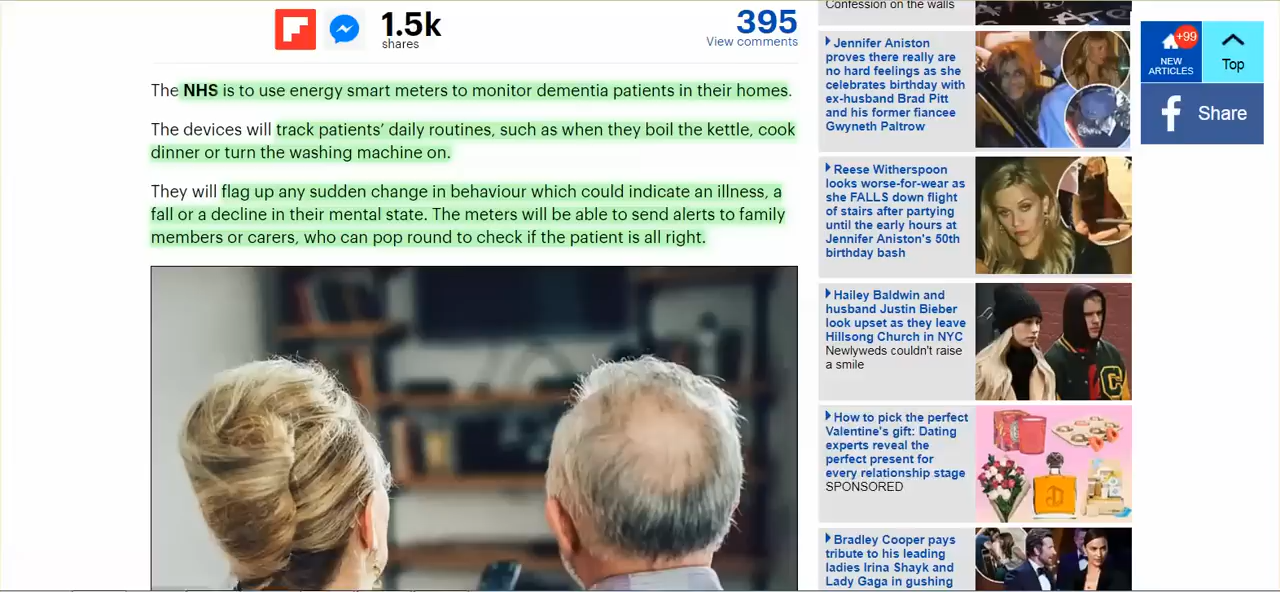 1.5k
shares
395
View comments
The NHS is to use energy smart meters to monitor dementia patients in their homes.
The devices will track patients' daily routines, such as when they boil the kettle, cook
dinner or turn the washing machine on.
They will flag up any sudden change in behaviour which could indicate an illness, a
fall or a decline in their mental state. The meters will be able to send alerts to family
members or carers, who can pop round to check if the patient is all right.
Confession on the walls
Jennifer Aniston
proves there really are
no hard feelings as she
celebrates birthday with
ex-husband Brad Pitt
and his former fiancee
Gwyneth Paltrow
Reese Witherspoon
looks worse-for-wear as
she FALLS down flight
of stairs after partying
until the early hours at
Jennifer Aniston's 50th
birthday bash
Hailey Baldwin and
husband Justin Bieber
look upset as they leave
Hillsong Church in NYC
Newlyweds couldn't raise
a smile
How to pick the perfect
Valentine's gift: Dating
experts reveal the
perfect present for
every relationship stage
SPONSORED
Bradley Cooper pays
tribute to his leading
ladies Irina Shayk and
Lady Gaga in gushing
+99
NEW
ARTICLES
Top
Share